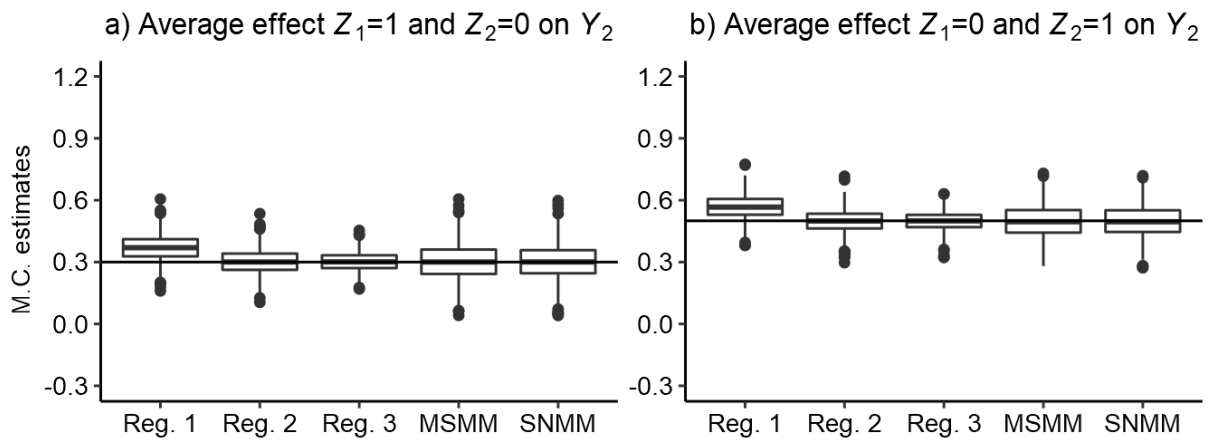 a) Average effect Z1=1 and Z2=0 on Y2
b) Average effect Z1=0 and Z2=1 on Y2
M.C. estimates
1.2
0.9
0.6
0.3
0.0
-0.3
Reg. 1 Reg. 2 Reg. 3 MSMM SNMM
1.2
0.9
0.6
0.3
0.0
-0.3
Reg. 1 Reg. 2 Reg. 3 MSMM SNMM